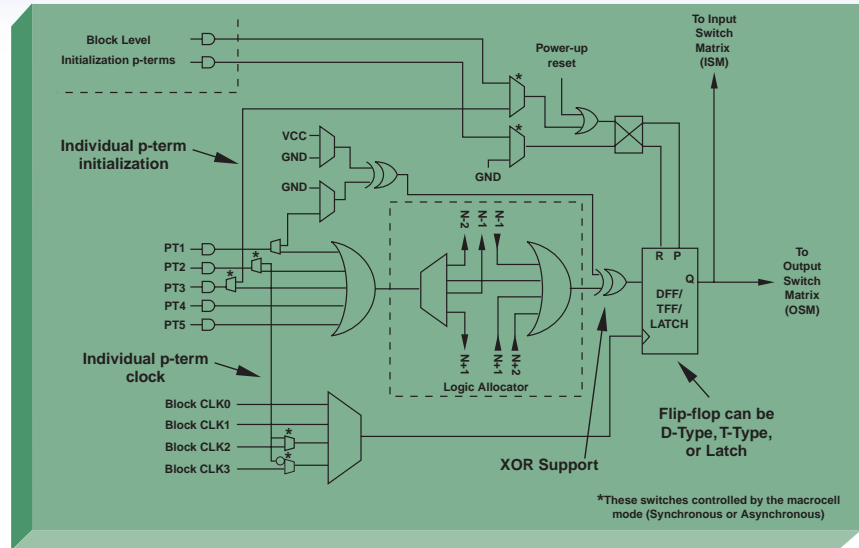 Block Level
Initialization p-terms
Power-up
reset
To Input
Switch
Matrix
(ISM)
*
*
VCC
GND
GND
GND
Individual p-term
initialization
N-2
N-1
N-1
PT1
PT2
*
PT3
*
PT4
PT5
R P
Q
DFF/
TFF/
LATCH
To
Output
Switch
Matrix
(OSM)
N+1
N+1
N+2
Logic Allocator
Individual p-term
clock
Block CLK0
Block CLK1
Block CLK2
*
Block CLK3
*
XOR Support
Flip-flop can be
D-Type, T-Type,
or Latch
*These switches controlled by the macrocell
mode (Synchronous or Asynchronous)